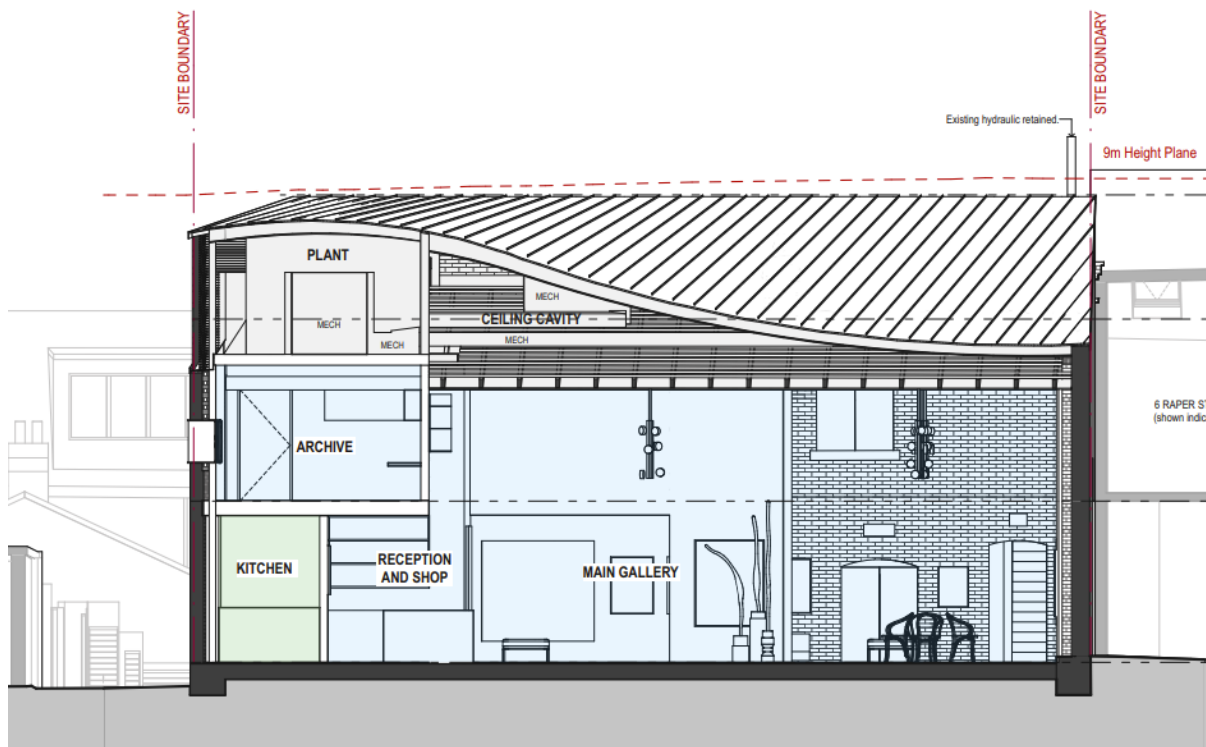 SITE BOUNDARY
SITE BOUNDARY
Existing hydraulic retained.
9m Height Plane
PLANT
MECH
CEILING CAVITY
MECH
MECH
MECH
6 RAPER ST
(shown indic
ARCHIVE
KITCHEN
RECEPTION
AND SHOP
MAIN GALLERY